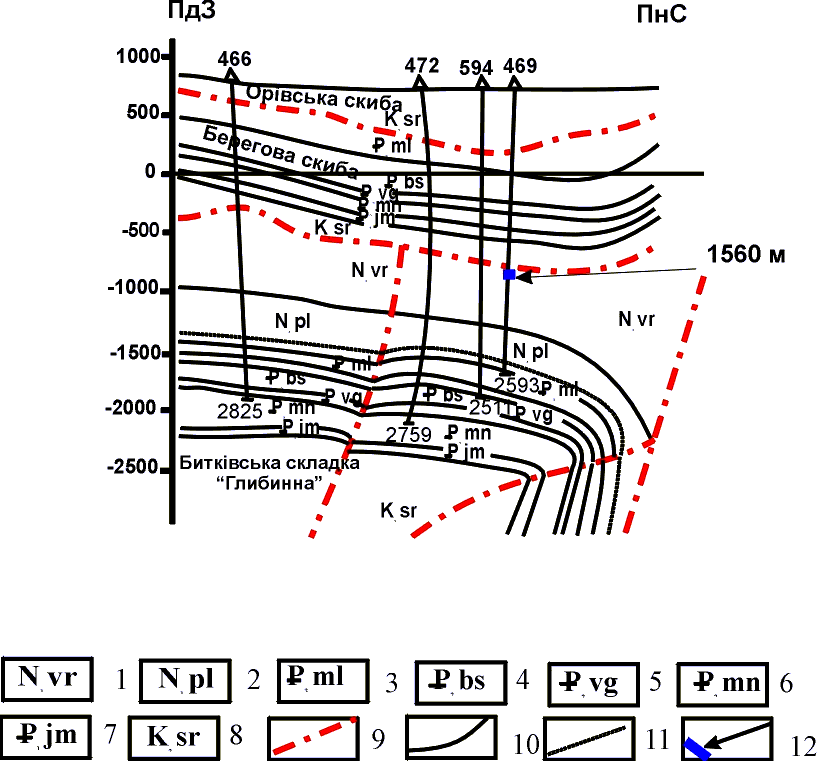 ПдЗ ПнС
1000
466 472 594 469
Орівська скиба
500
K sr
Берегова скиба
₽ ml
0
₽ bs
₽ vg
₽ mn
₽ jm
K sr
-500
N vr
1560 м
-1000
N pl
N vr
-1500
N pl
₽ ml
2593 ₽ ml
₽ bs
₽ vg
₽ bs
-2000
2825
₽ mn
2511 ₽ vg
₽ jm
2759
₽ mn
₽ jm
-2500
Битківська складка
“Глибинна”
K sr
N vr 1 N pl 2 ₽ ml 3 ₽ bs 4 ₽ vg 5 ₽ mn 6
₽ jm 7 K sr 8 9 10 11 12